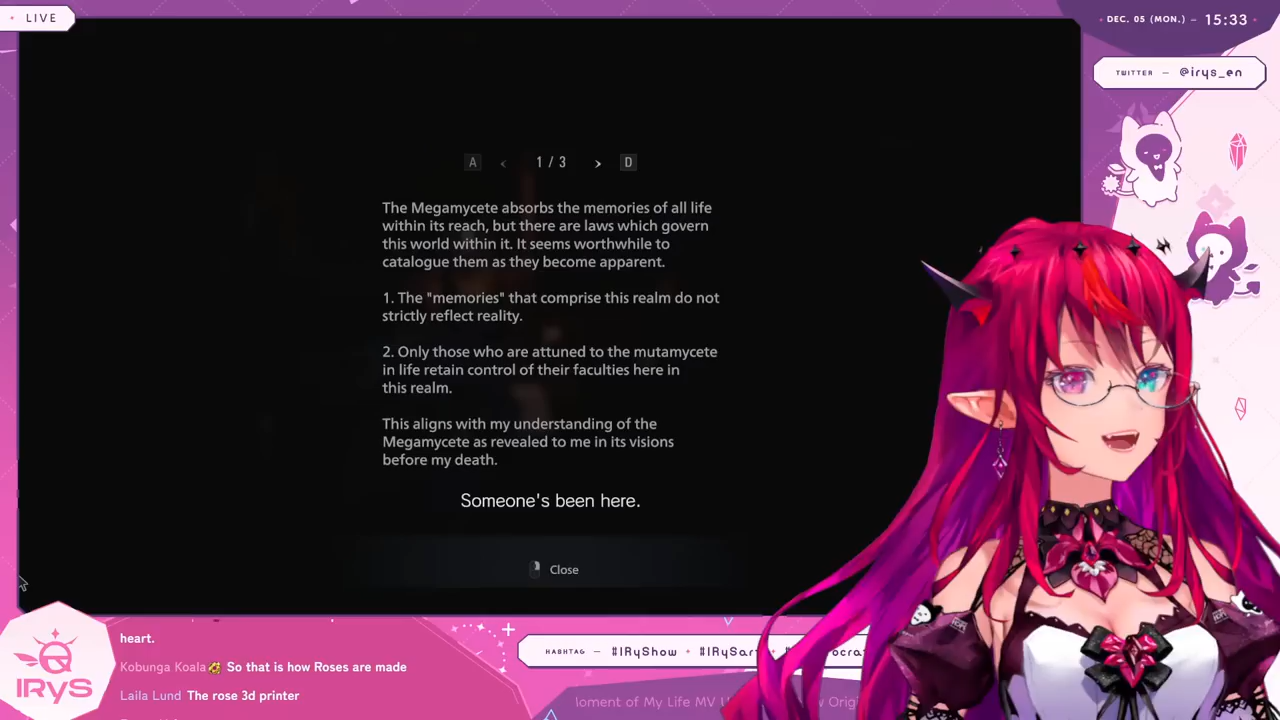 LIVE
DEC. 05 (MON.) – 15:33
TWITTER – @irys_en
A < 1 / 3 > D
The Megamycete absorbs the memories of all life
within its reach, but there are laws which govern
this world within it. It seems worthwhile to
catalogue them as they become apparent.
1. The "memories" that comprise this realm do not
strictly reflect reality.
2. Only those who are attuned to the mutamycete
in life retain control of their faculties here in
this realm.
This aligns with my understanding of the
Megamycete as revealed to me in its visions
before my death.
Someone's been here.
Close
heart.
Kobunga Koala So that is how Roses are made
Laila Lund The rose 3d printer
IRyS
HASHTAG – #IRyShow
of My Life MV